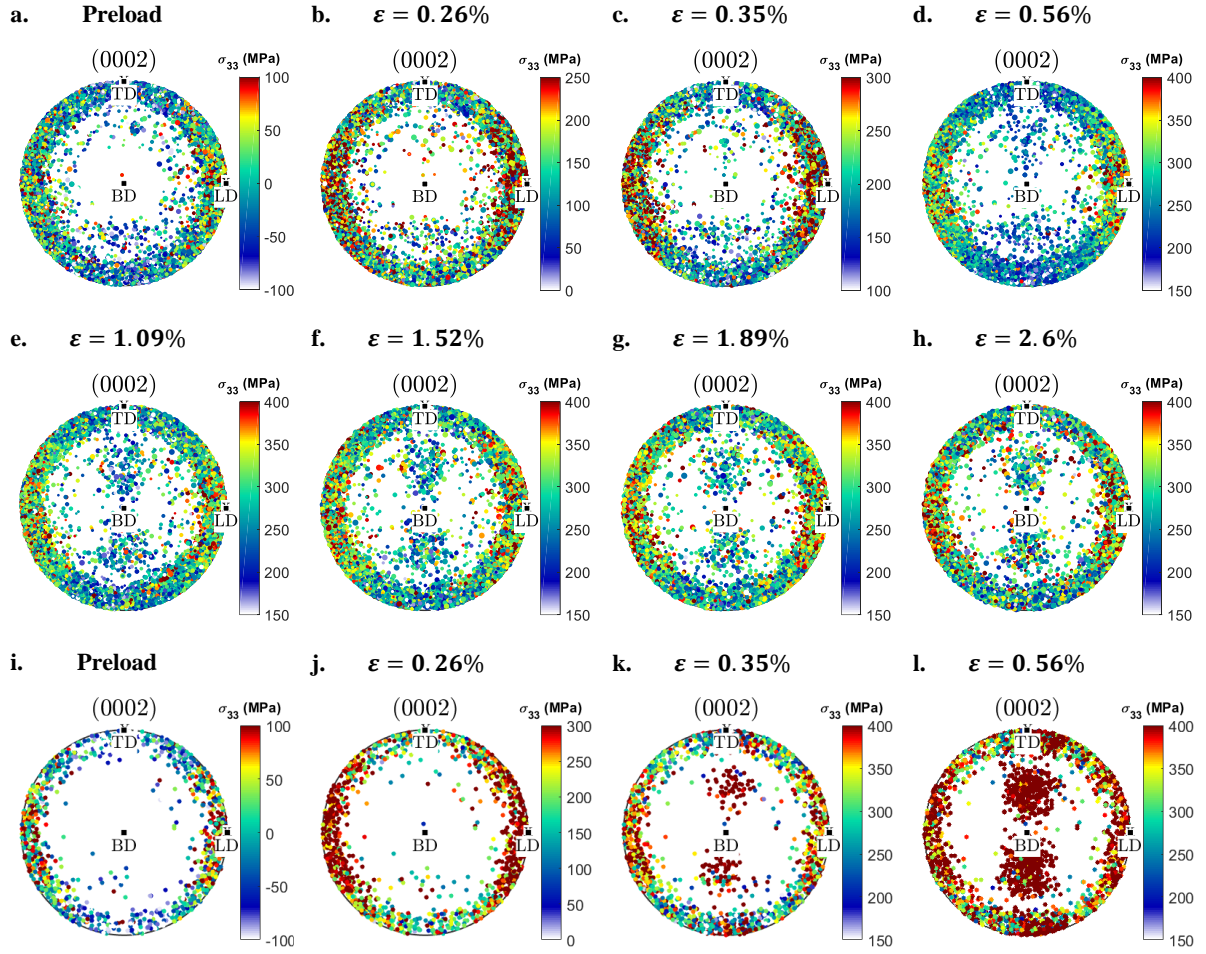 a. Preload
b. ε = 0.26%
c. ε = 0.35%
d. ε = 0.56%
(0002) σ33 (MPa)
(0002) σ33 (MPa)
(0002) σ33 (MPa)
(0002) σ33 (MPa)
TD
BD
LD
100
50
0
-50
-100
TD
BD
LD
250
200
150
100
50
0
TD
BD
LD
300
250
200
150
100
TD
BD
LD
400
350
300
250
200
150
e. ε = 1.09%
f. ε = 1.52%
g. ε = 1.89%
h. ε = 2.6%
(0002) σ33 (MPa)
(0002) σ33 (MPa)
(0002) σ33 (MPa)
(0002) σ33 (MPa)
TD
BD
LD
400
350
300
250
200
150
TD
BD
LD
400
350
300
250
200
150
TD
BD
LD
400
350
300
250
200
150
TD
BD
LD
400
350
300
250
200
150
i. Preload
j. ε = 0.26%
k. ε = 0.35%
l. ε = 0.56%
(0002) σ33 (MPa)
(0002) σ33 (MPa)
(0002) σ33 (MPa)
(0002) σ33 (MPa)
TD
BD
LD
100
50
0
-50
-100
TD
BD
LD
300
250
200
150
100
50
0
TD
BD
LD
400
350
300
250
200
150
TD
BD
LD
400
350
300
250
200
150